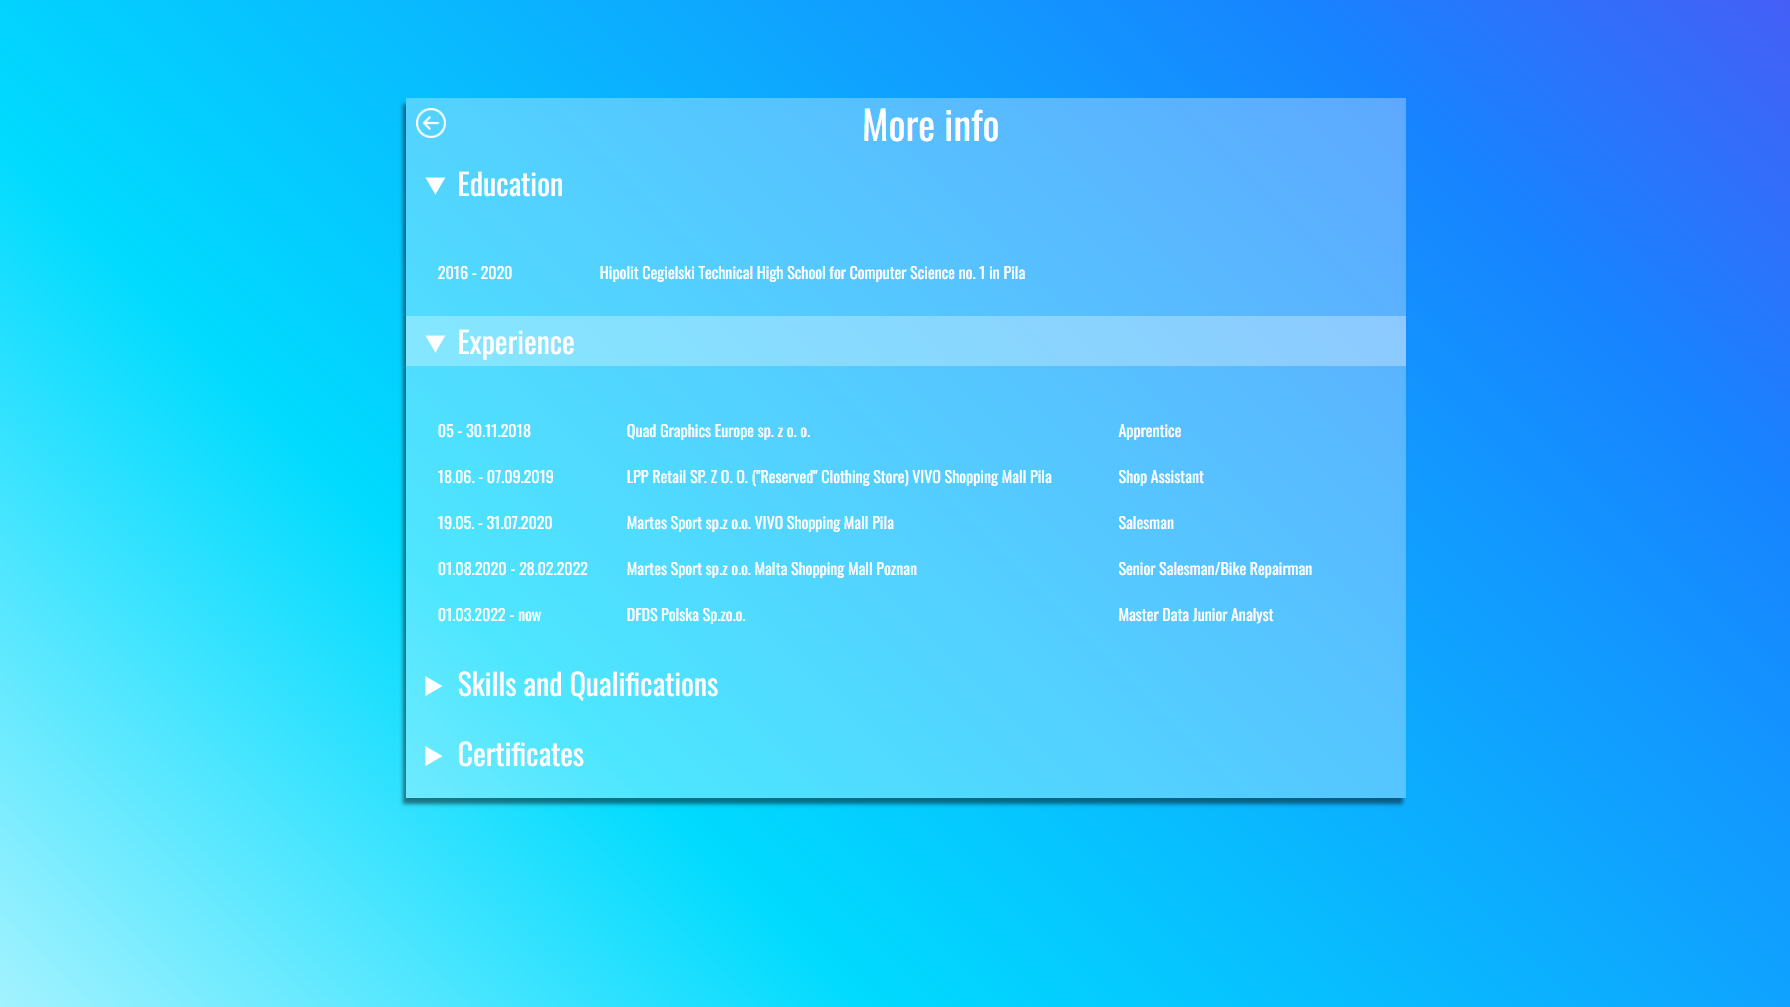 More info
Education
2016 - 2020 Hipolit Cegielski Technical High School for Computer Science no. 1 in Pila
Experience
05 - 30.11.2018 Quad Graphics Europe sp. z o. o. Apprentice
18.06. - 07.09.2019 LPP Retail SP. Z O. O. ("Reserved" Clothing Store) VIVO Shopping Mall Pila Shop Assistant
19.05. - 31.07.2020 Martes Sport sp.z o.o. VIVO Shopping Mall Pila Salesman
01.08.2020 - 28.02.2022 Martes Sport sp.z o.o. Malta Shopping Mall Poznan Senior Salesman/Bike Repairman
01.03.2022 - now DFDS Polska Sp.zo.o. Master Data Junior Analyst
Skills and Qualifications
Certificates